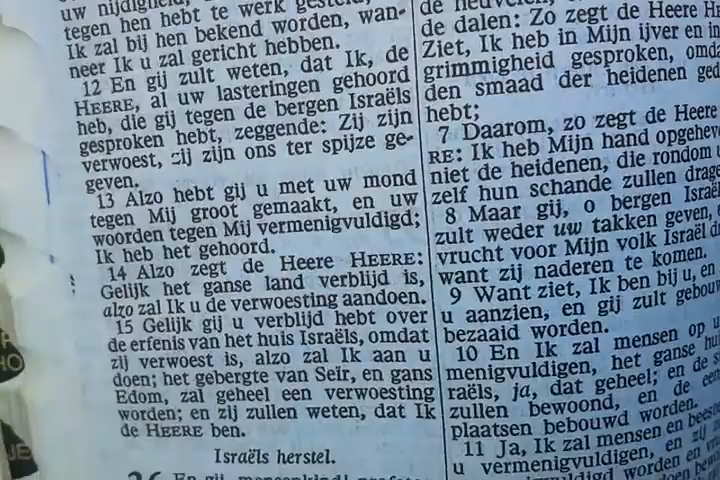 uw nijdigheid,
tegen hen hebt te werk gesteld,
Ik zal bij hen bekend worden, wan-
neer Ik u zal gericht hebben.
12 En gij zult weten, dat Ik, de
HEERE, al uw lasteringen gehoord
heb, die gij tegen de bergen Israëls
gesproken hebt, zeggende: Zij zijn
verwoest, zij zijn ons ter spijze ge-
geven.
13 Alzo hebt gij u met uw mond
tegen Mij groot gemaakt, en uw
woorden tegen Mij vermenigvuldigd;
Ik heb het gehoord.
14 Alzo zegt de Heere HEERE:
Gelijk het ganse land verblijd is,
alzo zal Ik u de verwoesting aandoen.
15 Gelijk gij u verblijd hebt over
de erfenis van het huis Israëls, omdat
zij verwoest is, alzo zal Ik aan u
doen; het gebergte van Seïr, en gans
Edom, zal geheel een verwoesting
worden; en zij zullen weten, dat Ik
de HEERE ben.
Israëls herstel.
de heuvelen,
de dalen: Zo zegt de Heere
Ziet, Ik heb in Mijn ijver en in
grimmigheid gesproken,
den smaad der heidenen
hebt;
7 Daarom, zo zegt de Heere
RE: Ik heb Mijn hand
niet de heidenen, die rondom
zelf hun schande zullen
8 Maar gij, o bergen
zult weder uw takken geven,
vrucht voor Mijn volk Israël
want zij naderen te komen.
9 Want ziet, Ik ben bij u, en
u aanzien, en gij zult
bezaaid worden.
10 En Ik zal mensen op
menigvuldigen, het ganse
raëls, ja, dat geheel; en de
zullen bewoond, en de
plaatsen bebouwd worden.
11 Ja, Ik zal mensen en
u vermenigvuldigen, en zij
worden en